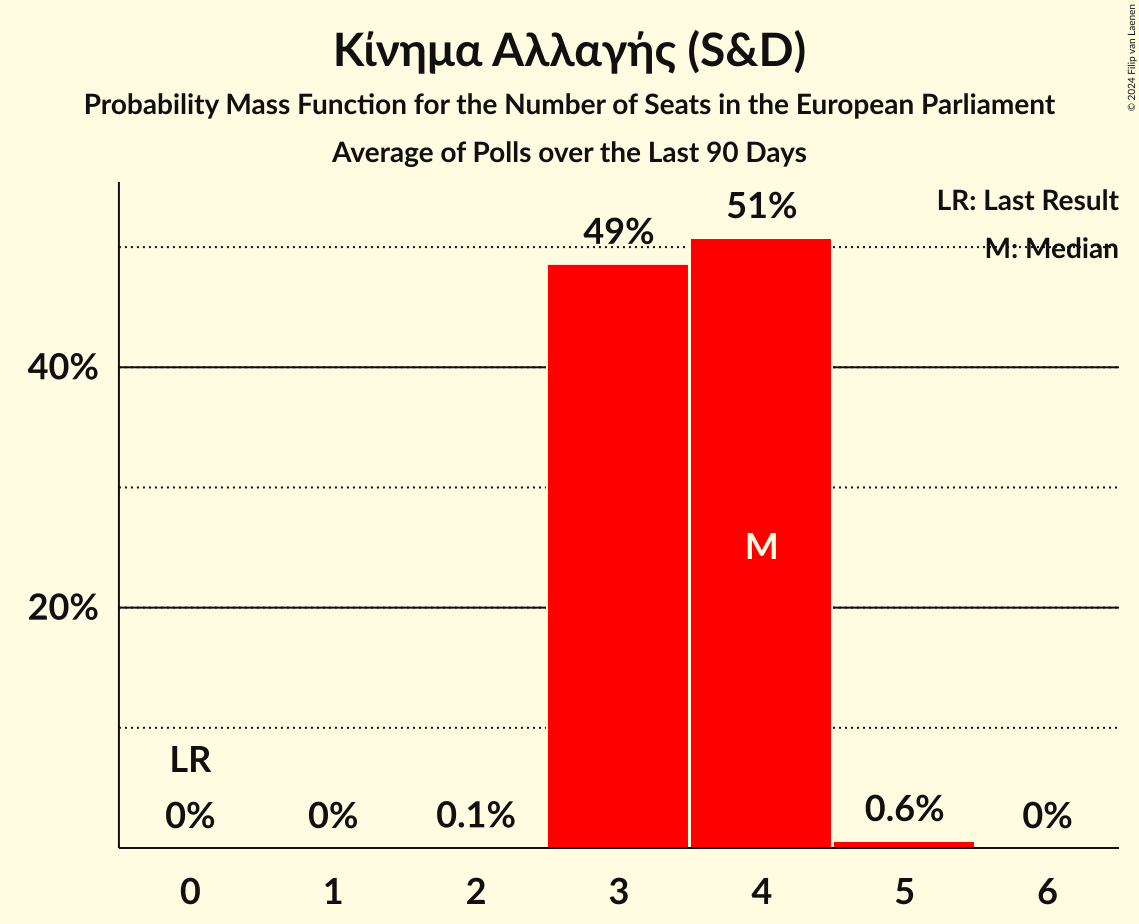 Κίνημα Αλλαγής (S&D)
Probability Mass Function for the Number of Seats in the European Parliament
Average of Polls over the Last 90 Days
© 2024 Filip van Laenen
LR: Last Result
M: Median
51%
49%
40%
M
20%
LR
0% 0% 0.1% 0.6% 0%
0 1 2 3 4 5 6